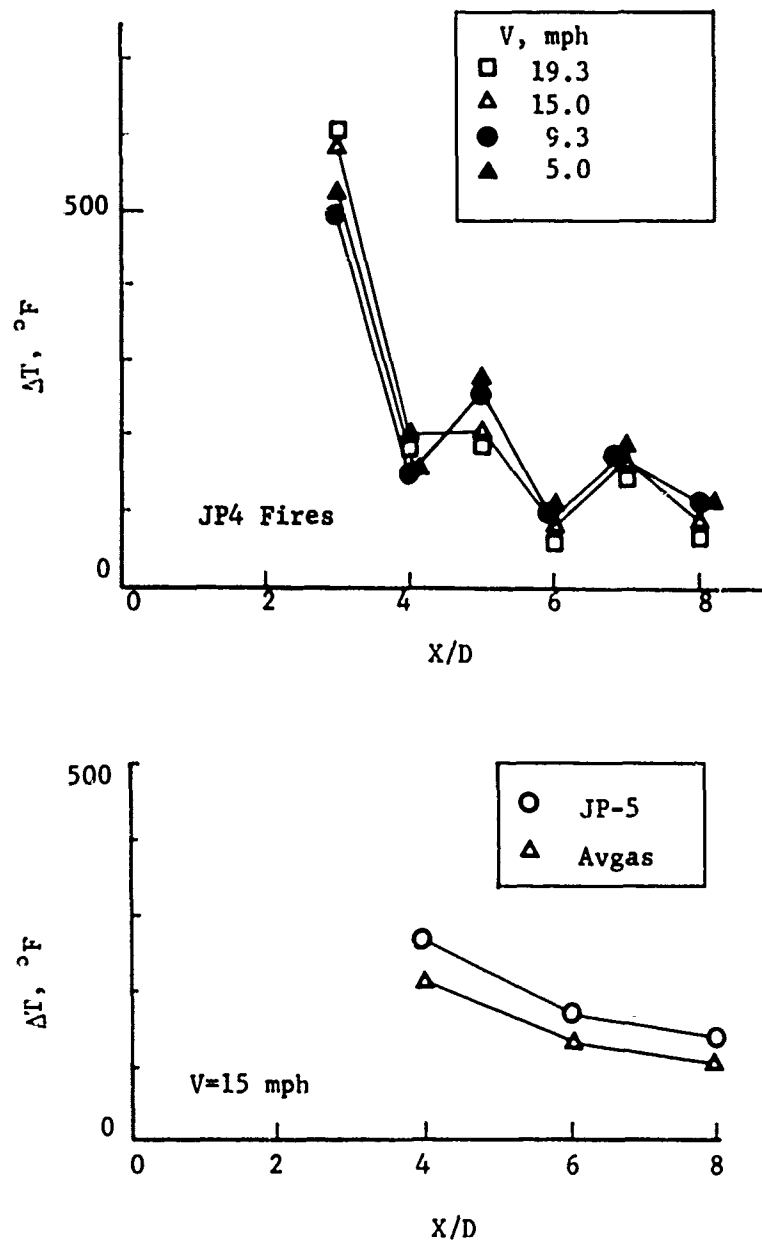 V, mph
19.3
15.0
9.3
5.0
500
ΔT, °F
JP4 Fires
0
0 2 4 6 8
X/D
500
JP-5
Avgas
ΔT, °F
V=15 mph
0
0 2 4 6 8
X/D